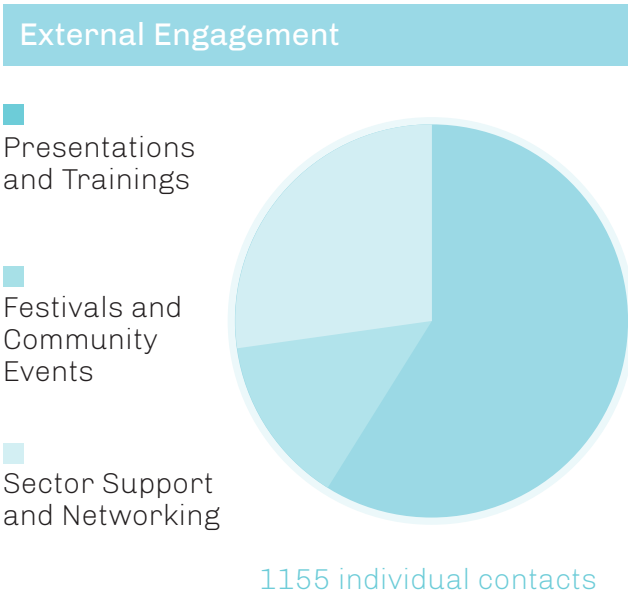 External Engagement
Presentations
and Trainings
Festivals and
Community
Events
Sector Support
and Networking
1155 individual contacts